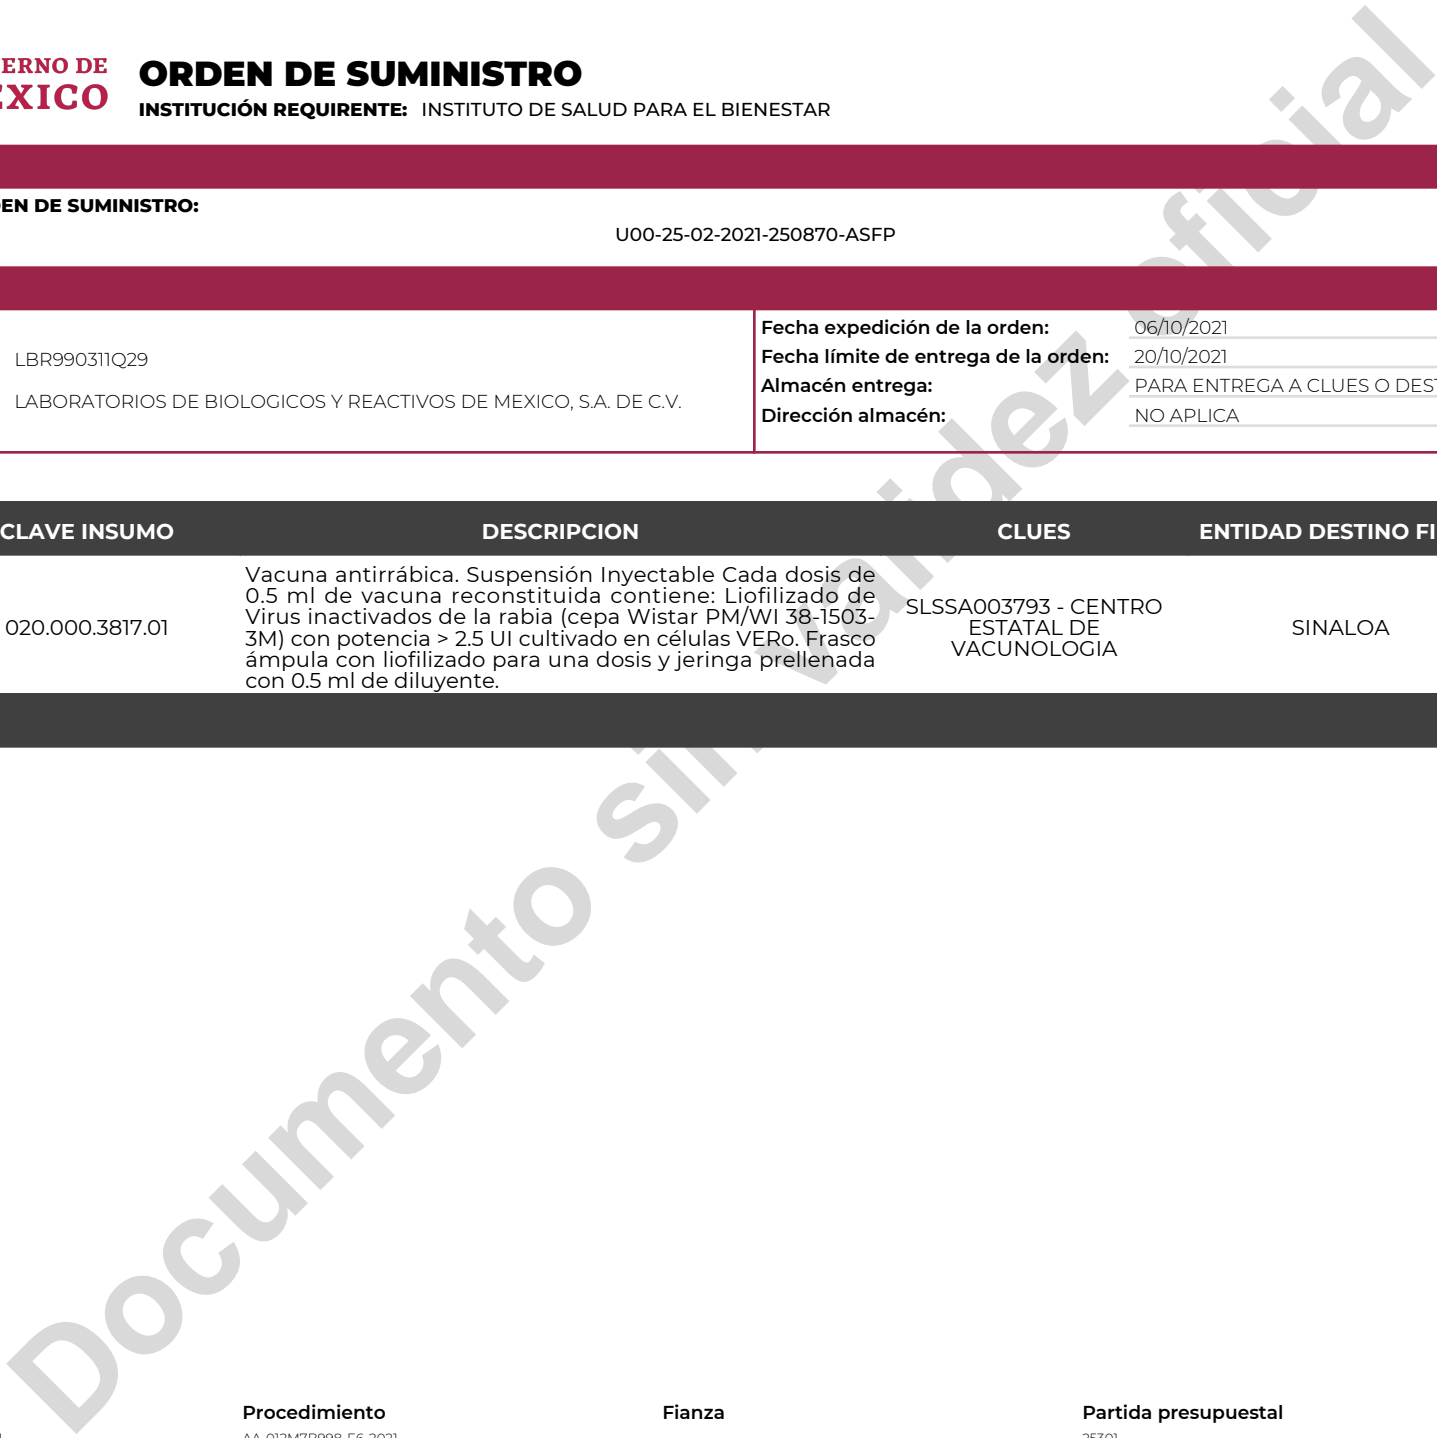 ORDEN DE SUMINISTRO
INSTITUCIÓN REQUIRENTE: INSTITUTO DE SALUD PARA EL BIENESTAR
ERNO DE
EXICO
EN DE SUMINISTRO:
U00-25-02-2021-250870-ASFP
LBR990311Q29
LABORATORIOS DE BIOLOGICOS Y REACTIVOS DE MEXICO, S.A. DE C.V.
Fecha expedición de la orden: 06/10/2021
Fecha límite de entrega de la orden: 20/10/2021
Almacén entrega: PARA ENTREGA A CLUES O DEST
Dirección almacén: NO APLICA
CLAVE INSUMO DESCRIPCION CLUES ENTIDAD DESTINO FI
020.000.3817.01
Vacuna antirrábica. Suspensión Inyectable Cada dosis de
0.5 ml de vacuna reconstituida contiene: Liofilizado de
Virus inactivados de la rabia (cepa Wistar PM/WI 38-1503-
3M) con potencia > 2.5 UI cultivado en células VERo. Frasco
ámpula con liofilizado para una dosis y jeringa prellenada
con 0.5 ml de diluyente.
SLSSA003793 - CENTRO
ESTATAL DE
VACUNOLOGIA
SINALOA
Documento sin validez oficial
Procedimiento Fianza Partida presupuestal